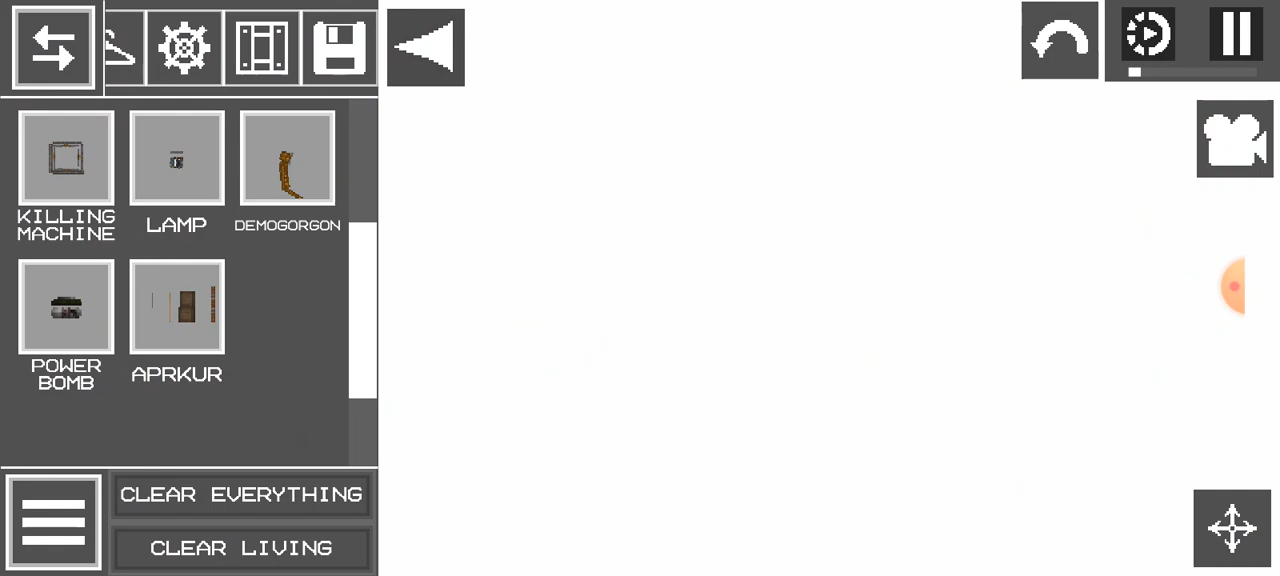 KILLING
MACHINE
LAMP
DEMOGORGON
POWER
BOMB
APRKUR
CLEAR EVERYTHING
CLEAR LIVING